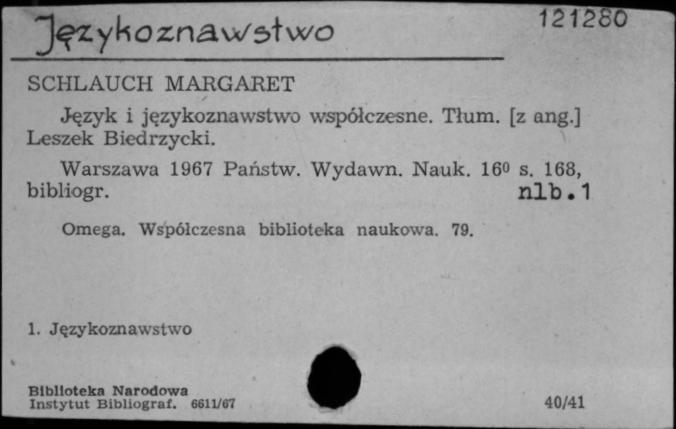 Językoznawstwo
121280
SCHLAUCH MARGARET
Język i językoznawstwo współczesne. Tłum. [z ang.]
Leszek Biedrzycki.
Warszawa 1967 Państw. Wydawn. Nauk. 16⁰ s. 168,
bibliogr.
nlb.1
Omega. Współczesna biblioteka naukowa. 79.
1. Językoznawstwo
Biblioteka Narodowa
Instytut Bibliograf. 6611/67
40/41